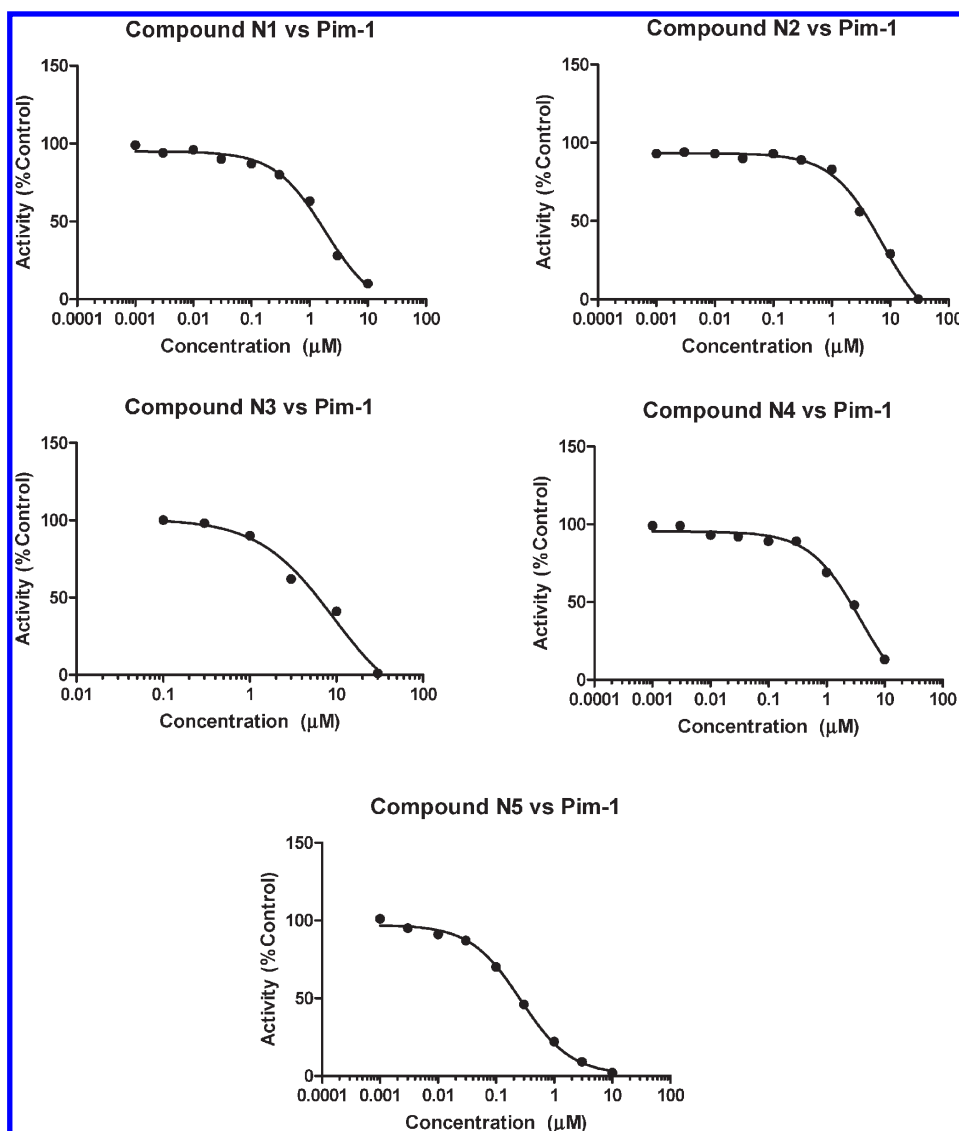 Compound N1 vs Pim-1
Activity (%Control)
150
100
50
0
0.0001 0.001 0.01 0.1 1 10 100
Concentration (µM)
Compound N2 vs Pim-1
Activity (%Control)
150
100
50
0
0.0001 0.001 0.01 0.1 1 10 100
Concentration (µM)
Compound N3 vs Pim-1
Activity (%Control)
150
100
50
0
0.01 0.1 1 10 100
Concentration (µM)
Compound N4 vs Pim-1
Activity (%Control)
150
100
50
0
0.0001 0.001 0.01 0.1 1 10 100
Concentration (µM)
Compound N5 vs Pim-1
Activity (%Control)
150
100
50
0
0.0001 0.001 0.01 0.1 1 10 100
Concentration (µM)